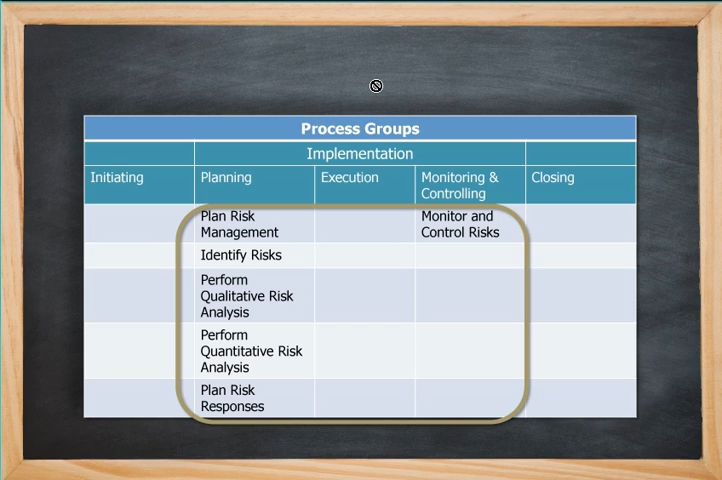 Process Groups
Implementation
Initiating
Planning
Execution
Monitoring &
Controlling
Closing
Plan Risk
Management
Monitor and
Control Risks
Identify Risks
Perform
Qualitative Risk
Analysis
Perform
Quantitative Risk
Analysis
Plan Risk
Responses